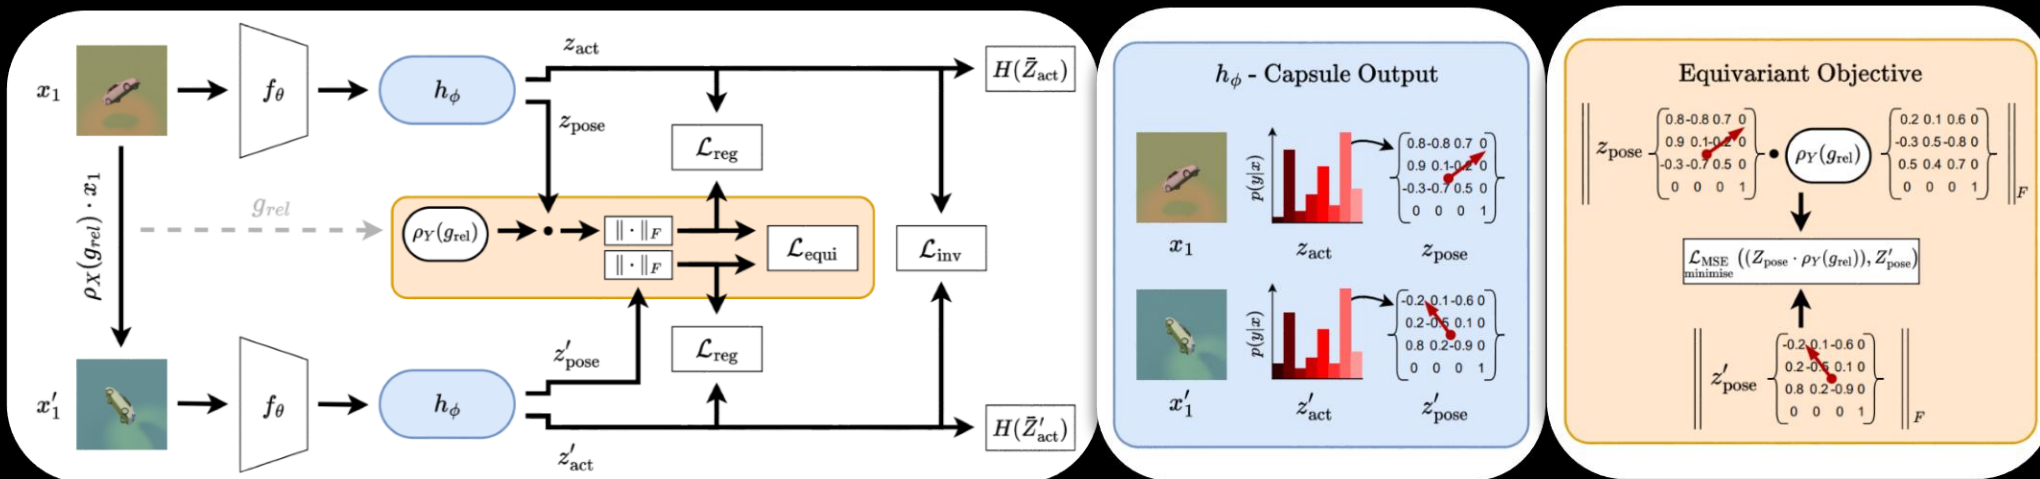 x₁
f_θ
h_ϕ
z_act
z_pose
H(Z̄_act)
ℒ_reg
ρ_X(g_rel) · x₁
g_rel
ρ_Y(g_rel)
‖ · ‖_F
‖ · ‖_F
ℒ_equi
ℒ_inv
ℒ_reg
z′_pose
x′₁
f_θ
h_ϕ
z′_act
H(Z̄′_act)
h_ϕ - Capsule Output
p(y|x)
0.8-0.8 0.7 0
0.9 0.1-0.2 0
-0.3-0.7 0.5 0
0 0 0 1
x₁
z_act
z_pose
p(y|x)
-0.2 0.1-0.6 0
0.2-0.5 0.1 0
0.8 0.2-0.9 0
0 0 0 1
x′₁
z′_act
z′_pose
Equivariant Objective
z_pose
0.8-0.8 0.7 0
0.9 0.1-0.2 0
-0.3-0.7 0.5 0
0 0 0 1
ρ_Y(g_rel)
0.2 0.1 0.6 0
-0.3 0.5-0.8 0
0.5 0.4 0.7 0
0 0 0 1
F
ℒ_MSE ((Z_pose · ρ_Y(g_rel)), Z′_pose)
minimise
z′_pose
-0.2 0.1-0.6 0
0.2-0.5 0.1 0
0.8 0.2-0.9 0
0 0 0 1
F